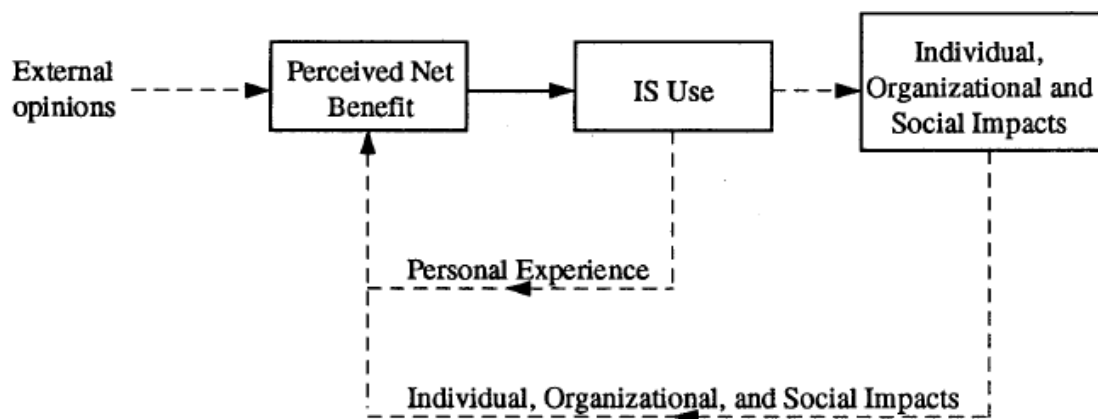 External
opinions
Perceived Net
Benefit
IS Use
Individual,
Organizational and
Social Impacts
Personal Experience
Individual, Organizational, and Social Impacts